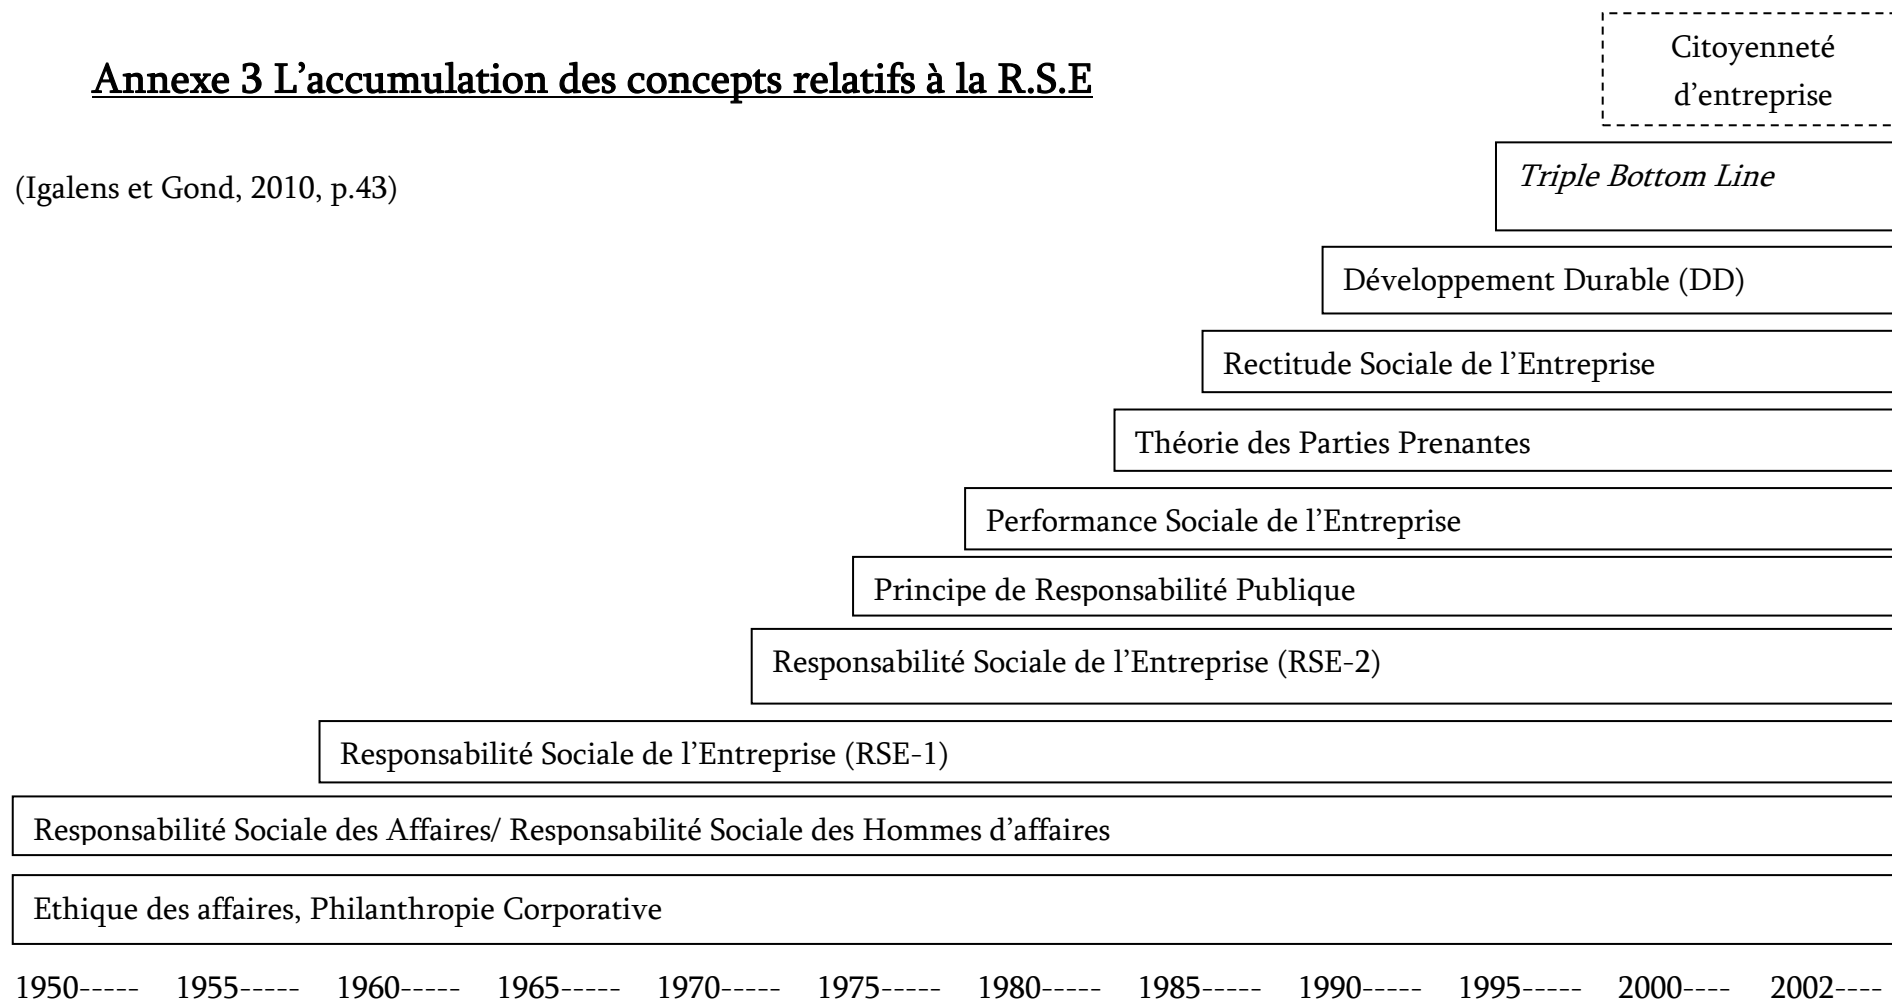 Citoyenneté
d’entreprise
Annexe 3 L’accumulation des concepts relatifs à la R.S.E
(Igalens et Gond, 2010, p.43)
Triple Bottom Line
Développement Durable (DD)
Rectitude Sociale de l’Entreprise
Théorie des Parties Prenantes
Performance Sociale de l’Entreprise
Principe de Responsabilité Publique
Responsabilité Sociale de l’Entreprise (RSE-2)
Responsabilité Sociale de l’Entreprise (RSE-1)
Responsabilité Sociale des Affaires/ Responsabilité Sociale des Hommes d’affaires
Ethique des affaires, Philanthropie Corporative
1950----- 1955----- 1960----- 1965----- 1970----- 1975----- 1980----- 1985----- 1990----- 1995----- 2000---- 2002----